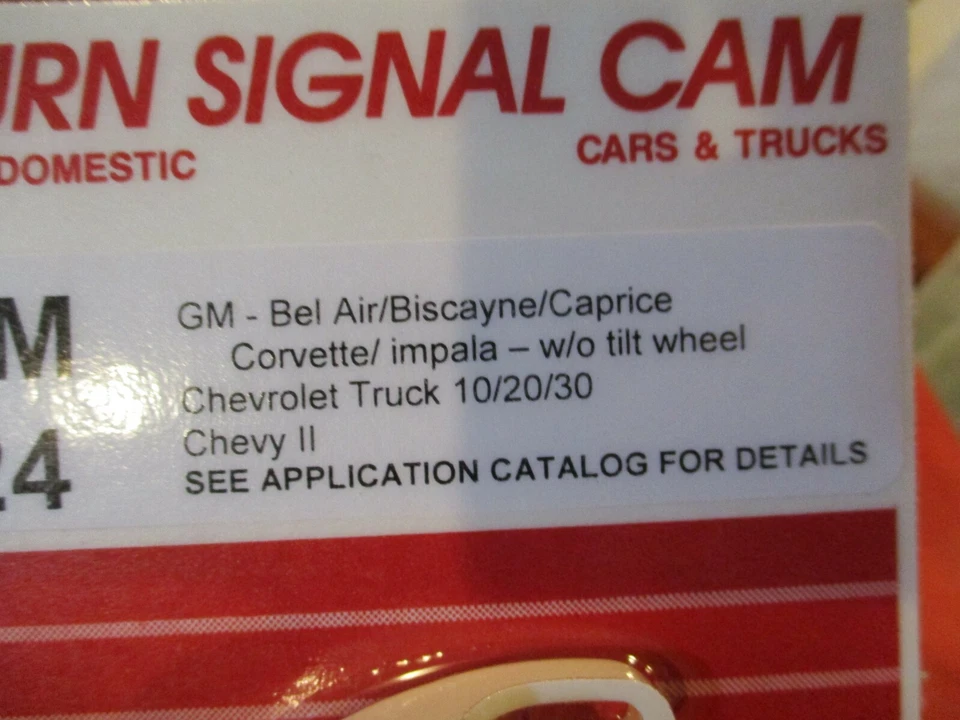 URN SIGNAL CAM
DOMESTIC
CARS & TRUCKS
M
24
GM - Bel Air/Biscayne/Caprice
Corvette/ impala – w/o tilt wheel
Chevrolet Truck 10/20/30
Chevy II
SEE APPLICATION CATALOG FOR DETAILS